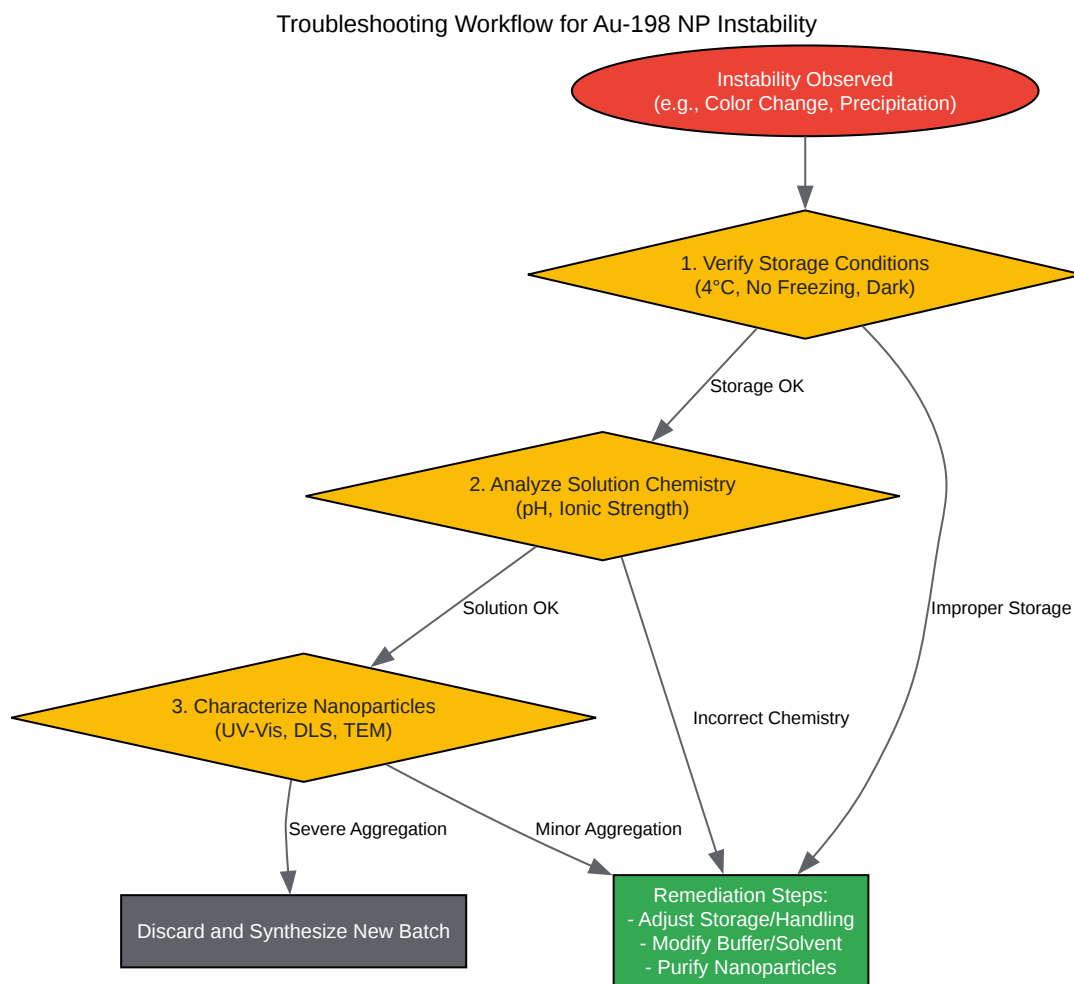 Troubleshooting Workflow for Au-198 NP Instability
Instability Observed
(e.g., Color Change, Precipitation)
1. Verify Storage Conditions
(4°C, No Freezing, Dark)
Storage OK
2. Analyze Solution Chemistry
(pH, Ionic Strength)
Solution OK
Improper Storage
3. Characterize Nanoparticles
(UV-Vis, DLS, TEM)
Incorrect Chemistry
Severe Aggregation
Minor Aggregation
Discard and Synthesize New Batch
Remediation Steps:
- Adjust Storage/Handling
- Modify Buffer/Solvent
- Purify Nanoparticles